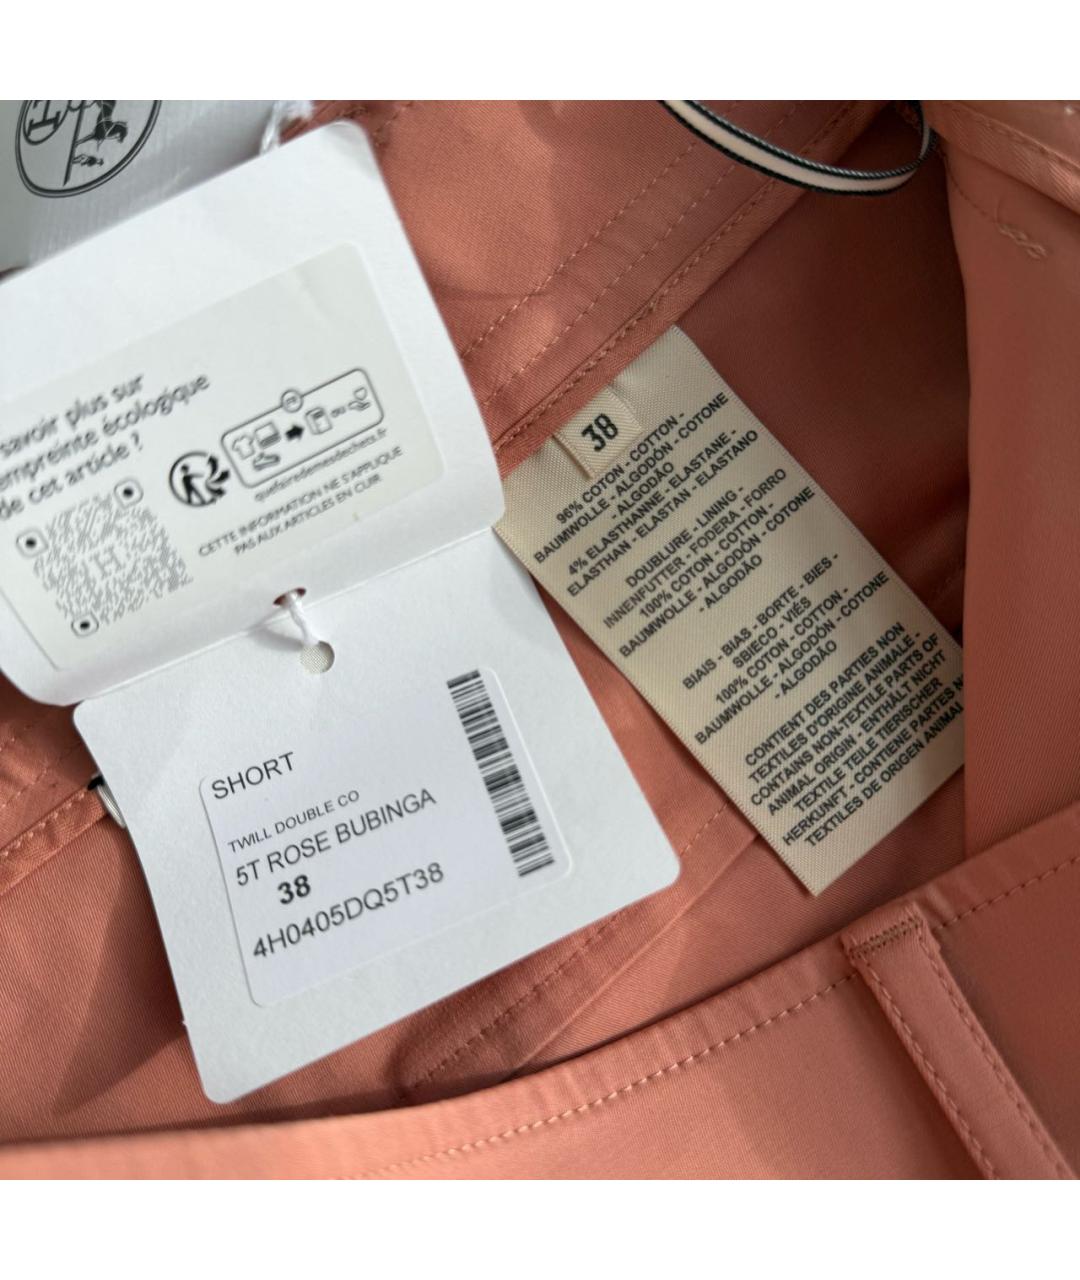 savoir plus sur
empreinte écologique
de cet article ?
ou
quefairedemesdechets.fr
CETTE INFORMATION NE S'APPLIQUE
PAS AUX ARTICLES EN CUIR
H
SHORT
TWILL DOUBLE CO
5T ROSE BUBINGA
38
4H0405DQ5T38
38
96% COTON - COTTON -
BAUMWOLLE - ALGODÓN - COTONE
- ALGODÃO
4% ELASTHANNE - ELASTANE -
ELASTHAN - ELASTAN - ELASTANO
DOUBLURE - LINING -
INNENFUTTER - FODERA - FORRO
100% COTON - COTTON -
BAUMWOLLE - ALGODÓN - COTONE
- ALGODÃO
BIAIS - BIAS - BORTE - BIES -
SBIECO - VIÉS
100% COTON - COTTON -
BAUMWOLLE - ALGODÓN - COTONE
- ALGODÃO
CONTIENT DES PARTIES NON
TEXTILES D'ORIGINE ANIMALE -
CONTAINS NON-TEXTILE PARTS OF
ANIMAL ORIGIN - ENTHÄLT NICHT
TEXTILE TEILE TIERISCHER
HERKUNFT - CONTIENE PARTES N
TEXTILES DE ORIGEN ANIMAL